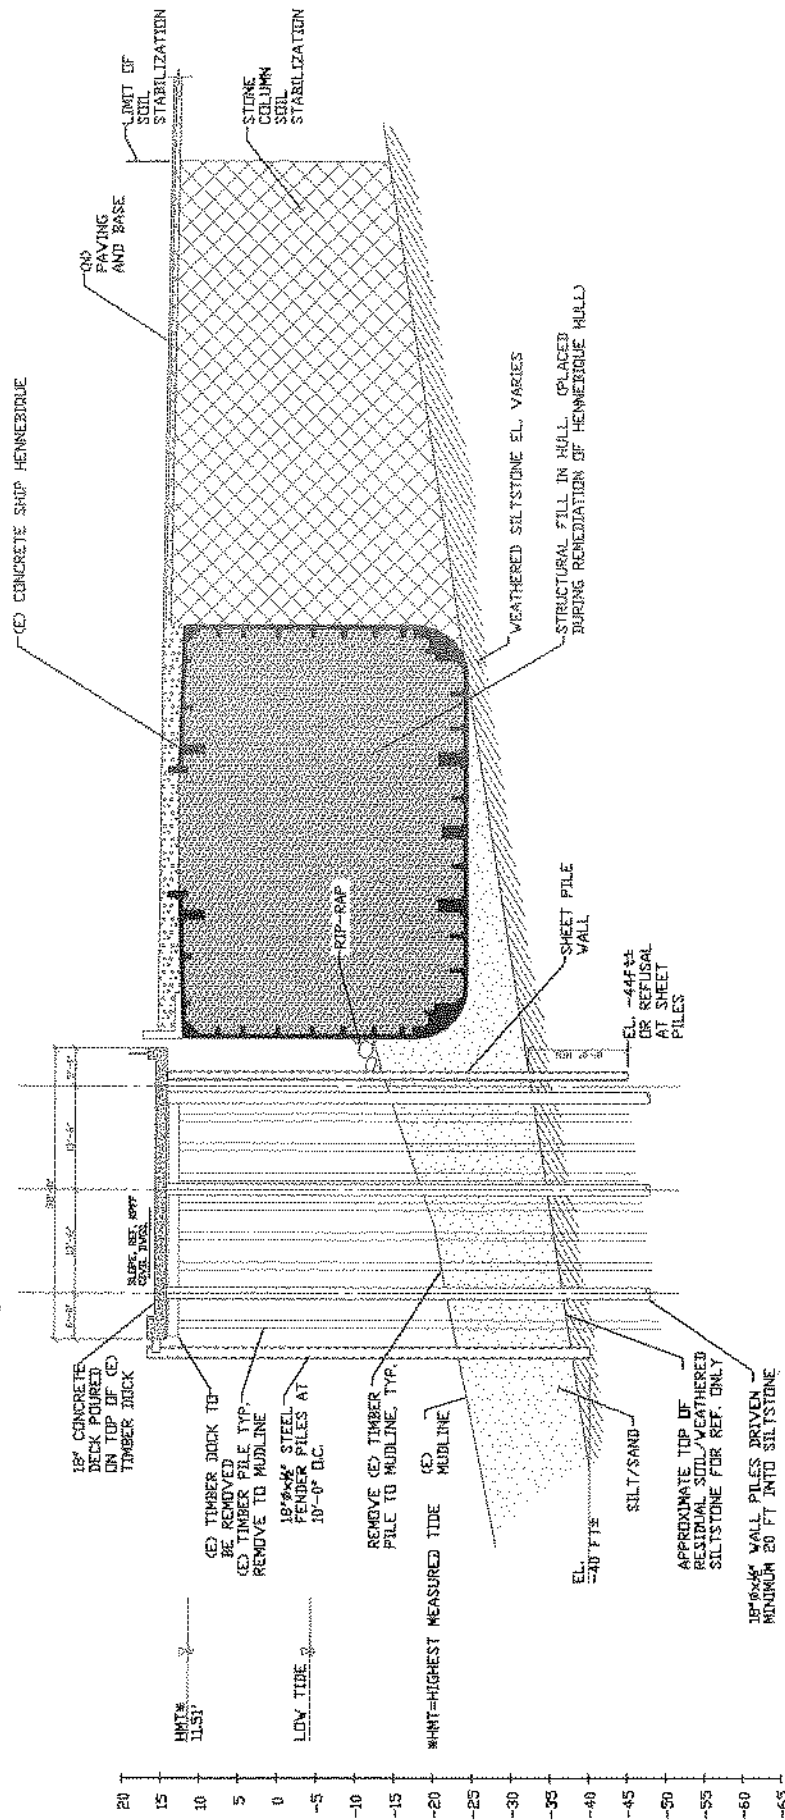 (E) CONCRETE SHIP HENNEBIQUE
(N)
PAVING
AND BASE
LIMIT OF
SOIL
STABILIZATION
STONE
COLUMN
SOIL
STABILIZATION
18" CONCRETE
DECK POURED
ON TOP OF (E)
TIMBER DOCK
(E) TIMBER DOCK TO
BE REMOVED
(E) TIMBER PILE TYP,
REMOVE TO MUDLINE
18"øx½" STEEL
FENDER PILES AT
10'-0" O.C.
RIP-RAP
REMOVE (E) TIMBER
PILE TO MUDLINE, TYP.
(E)
MUDLINE
WEATHERED SILTSTONE EL. VARIES
STRUCTURAL FILL IN HULL (PLACED
DURING REMEDIATION OF HENNEBIQUE HULL)
SHEET PILE
WALL
EL. -44FT±
OR REFUSAL
AT SHEET
PILES
EL.
-40 FT±
SILT/SAND
APPROXIMATE TOP OF
RESIDUAL SOIL/WEATHERED
SILTSTONE FOR REF. ONLY
18"øx½" WALL PILES DRIVEN
MINIMUM 20 FT INTO SILTSTONE
HMT*
11.51'
LOW TIDE
*HMT=HIGHEST MEASURED TIDE
20
15
10
5
0
-5
-10
-15
-20
-25
-30
-35
-40
-45
-50
-55
-60
-65